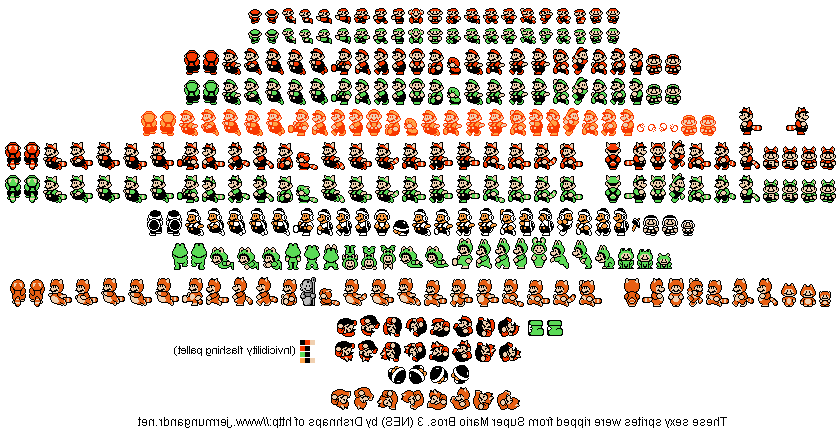 (Invicibility flashing pallet)
These sexy sprites were ripped from Super Mario Bros. 3 (NES) by Drshnaps of http://www.,jermungandr.net